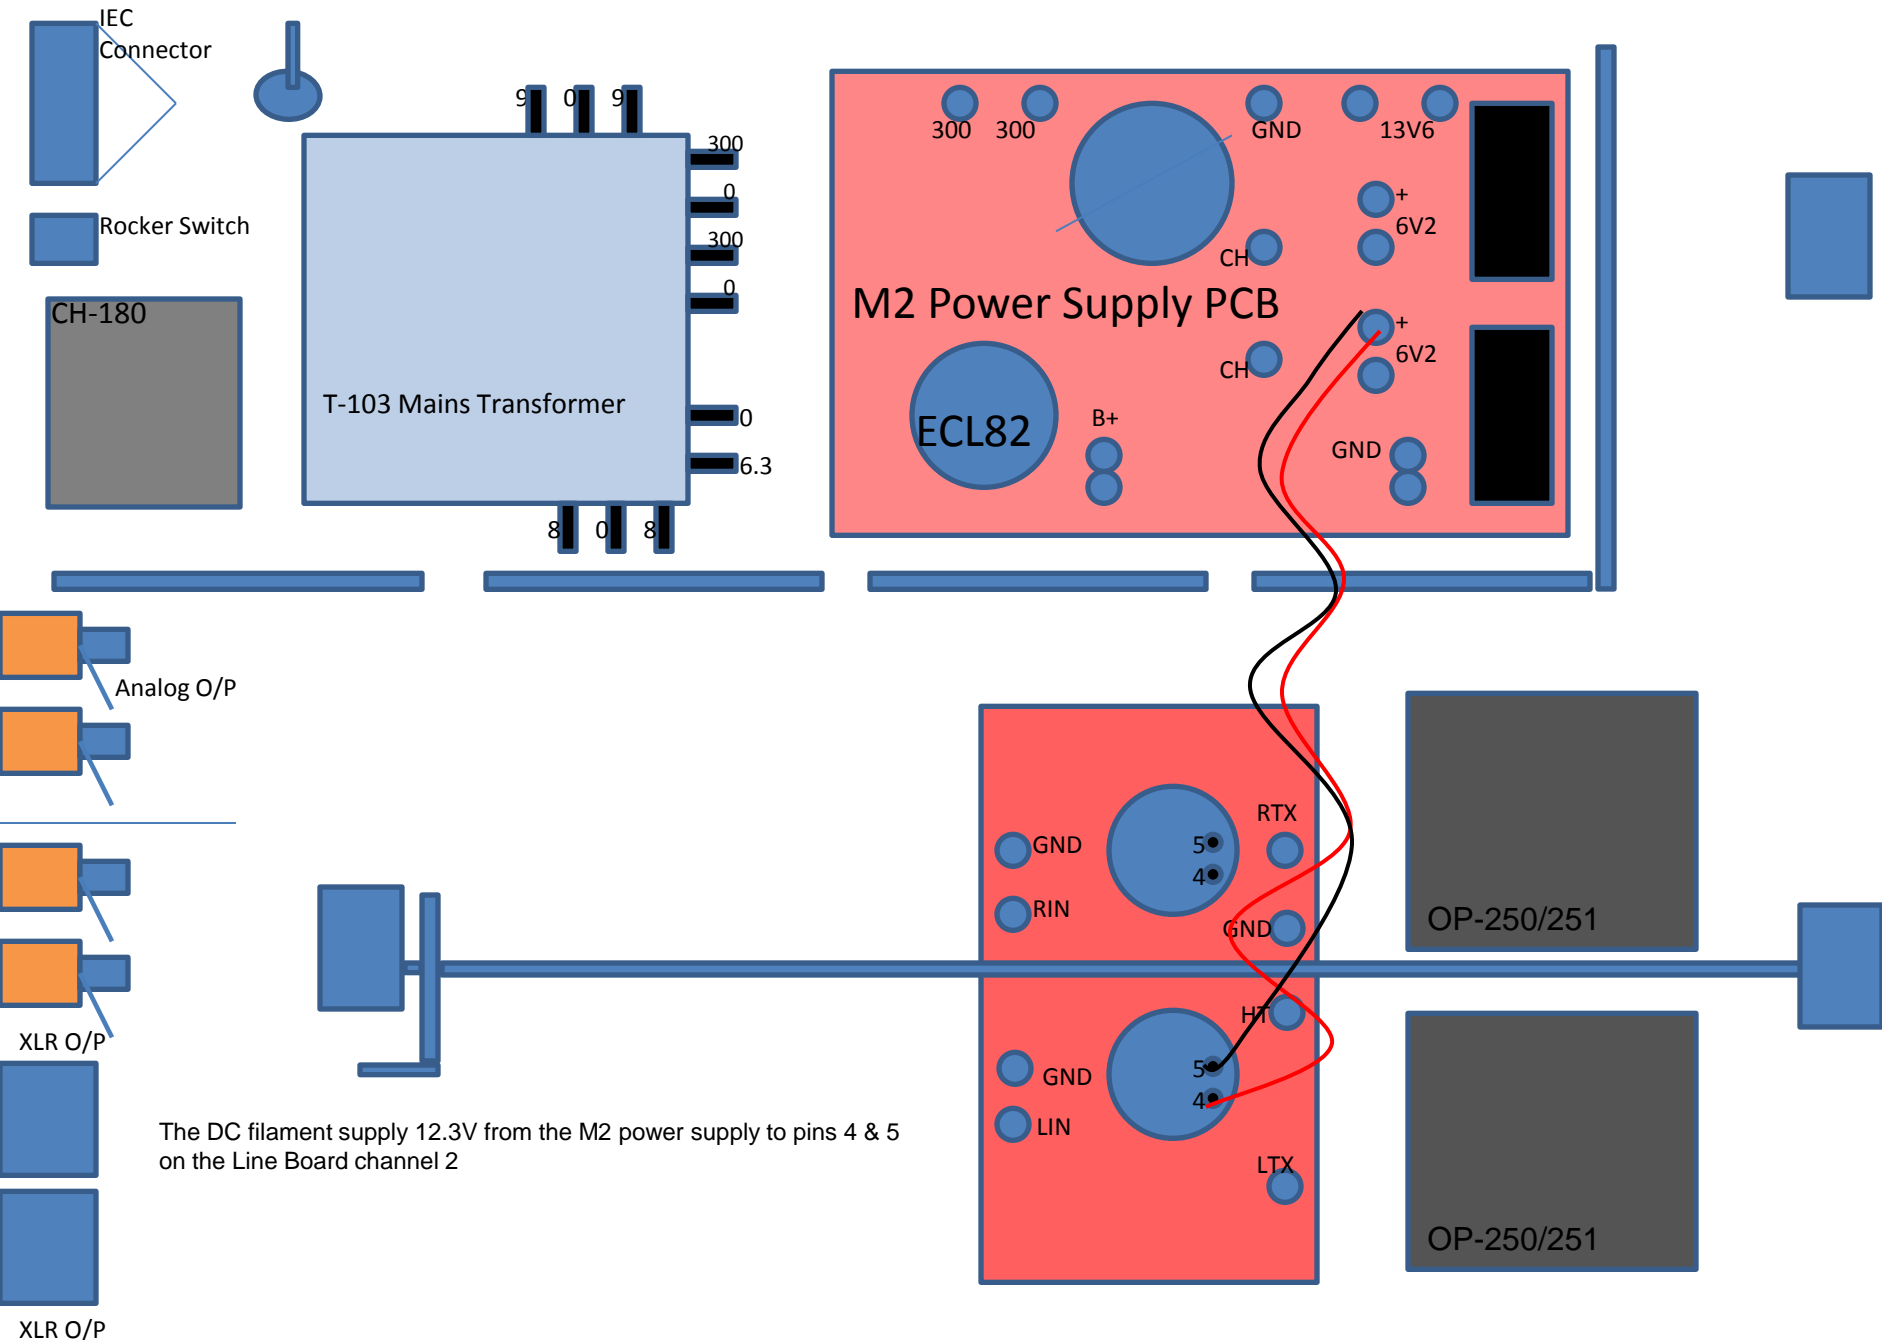 IEC
Connector
9 0 9
300
0
300
0
Rocker Switch
CH-180
T-103 Mains Transformer
0
6.3
8 0 8
300 300
GND
13V6
+
6V2
CH
M2 Power Supply PCB
+
6V2
CH
ECL82
B+
GND
Analog O/P
RTX
GND
5
4
RIN
GND
OP-250/251
HT
XLR O/P
GND
5
4
LIN
The DC filament supply 12.3V from the M2 power supply to pins 4 & 5
on the Line Board channel 2
LTX
OP-250/251
XLR O/P